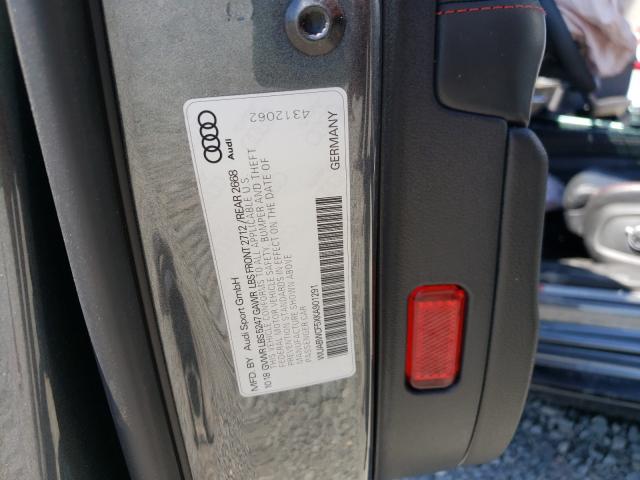 MFD. BY Audi Sport GmbH Audi
10 18 GVWR LBS 5247 GAWR LBS FRONT 2712 /REAR 2668
THIS VEHICLE CONFORMS TO ALL APPLICABLE U.S.
FEDERAL MOTOR VEHICLE SAFETY, BUMPER AND THEFT
PREVENTION STANDARDS IN EFFECT ON THE DATE OF
MANUFACTURE SHOWN ABOVE
PASSENGER CAR
4312062
WUABWCF5XKA901291
GERMANY